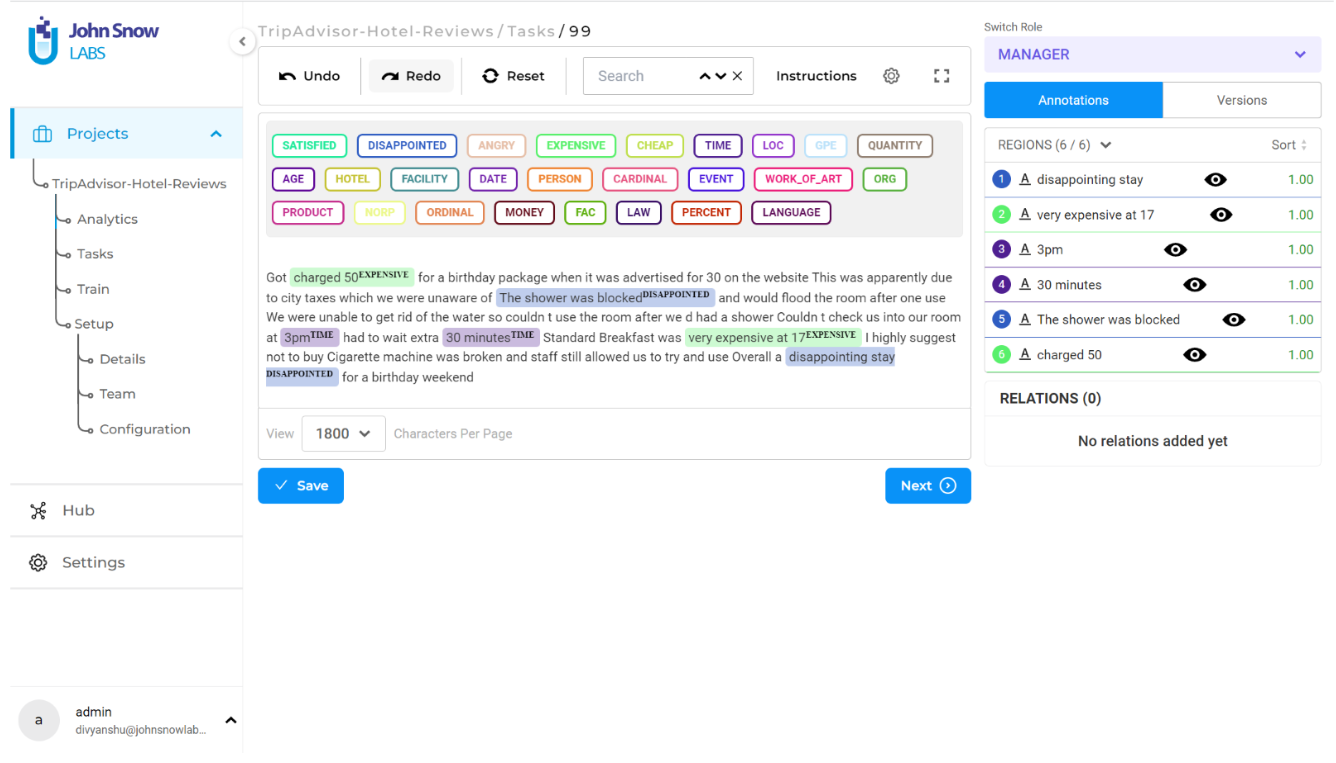 John Snow
LABS
TripAdvisor-Hotel-Reviews/Tasks/99
Undo
Redo
Reset
Search
Instructions
Switch Role
MANAGER
Annotations
Versions
Projects
TripAdvisor-Hotel-Reviews
Analytics
Tasks
Train
Setup
Details
Team
Configuration
Hub
Settings
a
admin
divyanshu@johnsnowlab...
SATISFIED DISAPPOINTED ANGRY EXPENSIVE CHEAP TIME LOC GPE QUANTITY
AGE HOTEL FACILITY DATE PERSON CARDINAL EVENT WORK_OF_ART ORG
PRODUCT NORP ORDINAL MONEY FAC LAW PERCENT LANGUAGE
Got charged 50EXPENSIVE for a birthday package when it was advertised for 30 on the website This was apparently due
to city taxes which we were unaware of The shower was blockedDISAPPOINTED and would flood the room after one use
We were unable to get rid of the water so couldn t use the room after we d had a shower Couldn t check us into our room
at 3pmTIME had to wait extra 30 minutesTIME Standard Breakfast was very expensive at 17EXPENSIVE I highly suggest
not to buy Cigarette machine was broken and staff still allowed us to try and use Overall a disappointing stay
DISAPPOINTED for a birthday weekend
View 1800 Characters Per Page
Save
Next
REGIONS (6 / 6)
Sort
1 A disappointing stay 1.00
2 A very expensive at 17 1.00
3 A 3pm 1.00
4 A 30 minutes 1.00
5 A The shower was blocked 1.00
6 A charged 50 1.00
RELATIONS (0)
No relations added yet